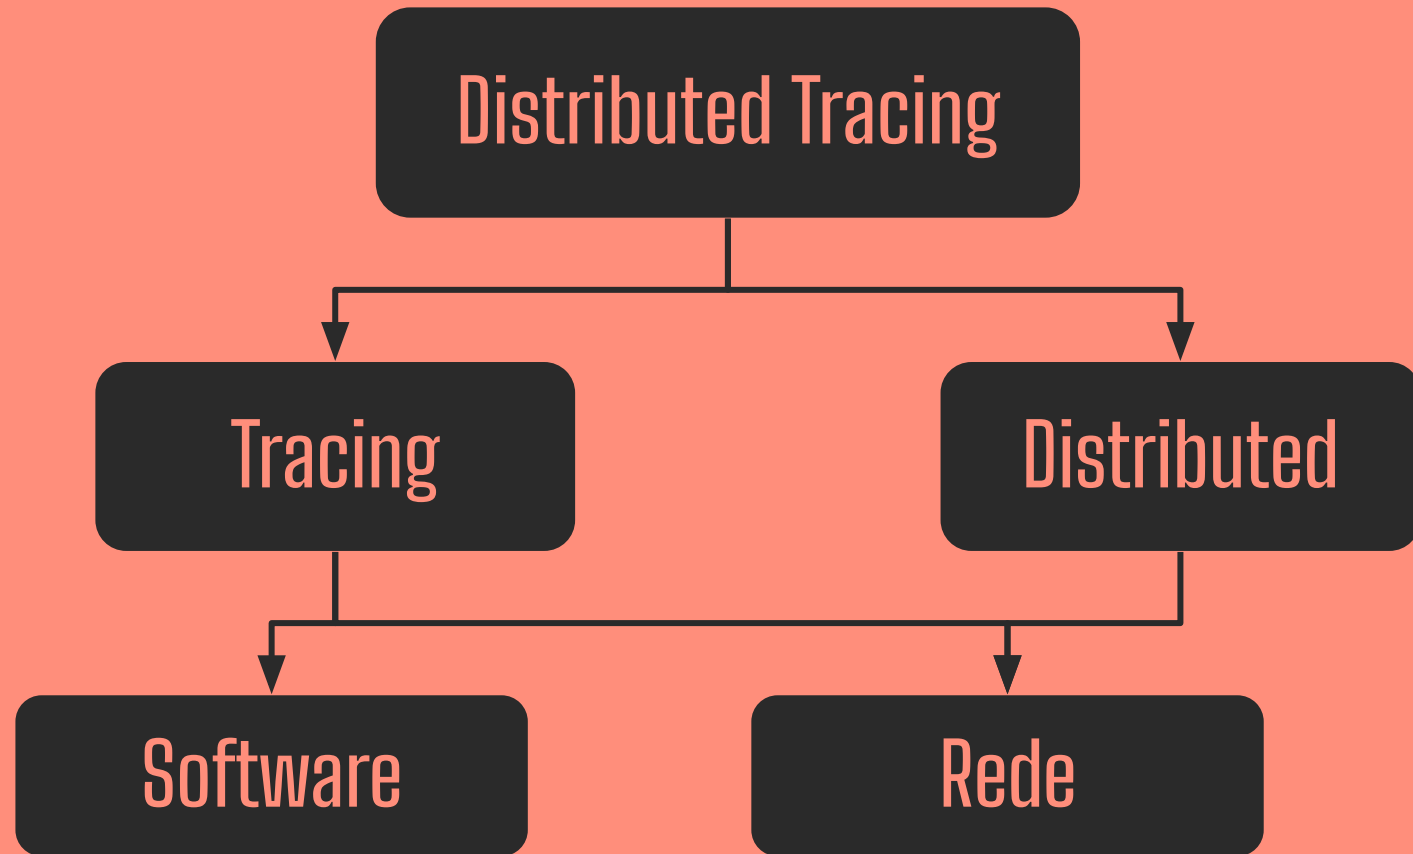 Distributed Tracing
Tracing
Distributed
Software
Rede